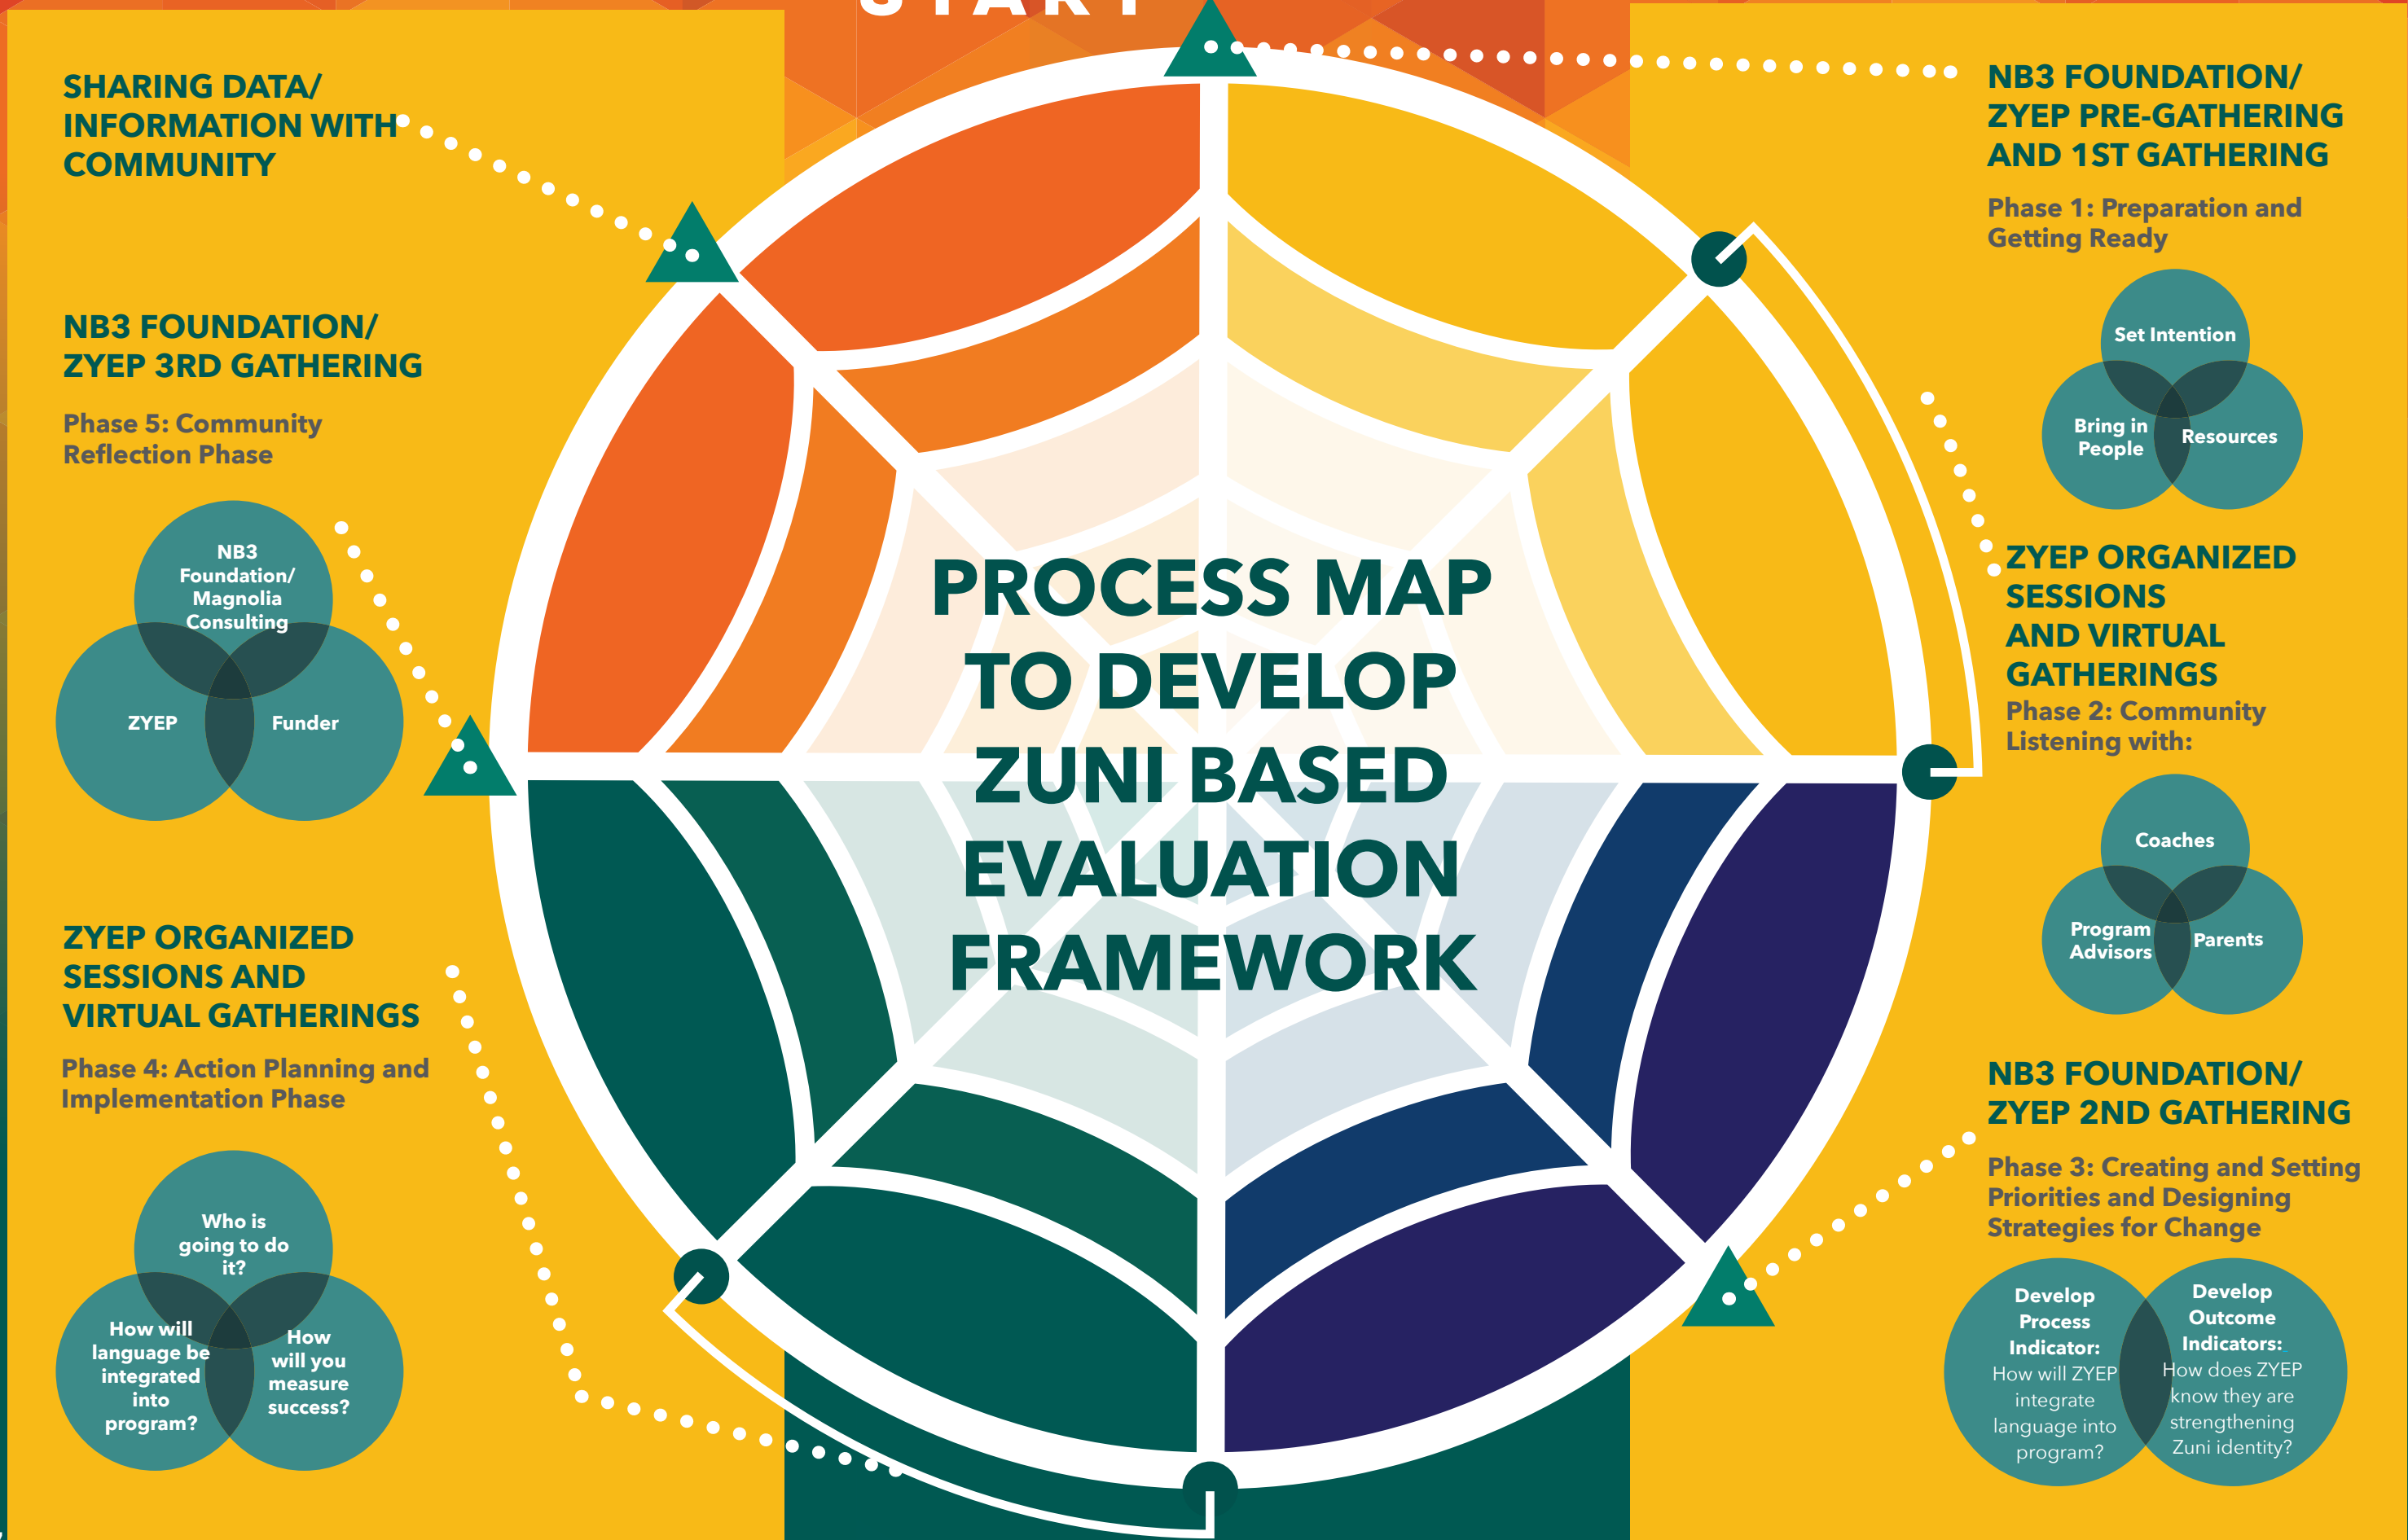 START
SHARING DATA/
INFORMATION WITH
COMMUNITY
NB3 FOUNDATION/
ZYEP 3RD GATHERING
Phase 5: Community
Reflection Phase
NB3
Foundation/
Magnolia
Consulting
ZYEP
Funder
ZYEP ORGANIZED
SESSIONS AND
VIRTUAL GATHERINGS
Phase 4: Action Planning and
Implementation Phase
Who is
going to do
it?
How will
language be
integrated
into
program?
How
will you
measure
success?
PROCESS MAP
TO DEVELOP
ZUNI BASED
EVALUATION
FRAMEWORK
NB3 FOUNDATION/
ZYEP PRE-GATHERING
AND 1ST GATHERING
Phase 1: Preparation and
Getting Ready
Set Intention
Bring in
People
Resources
ZYEP ORGANIZED
SESSIONS
AND VIRTUAL
GATHERINGS
Phase 2: Community
Listening with:
Coaches
Program
Advisors
Parents
NB3 FOUNDATION/
ZYEP 2ND GATHERING
Phase 3: Creating and Setting
Priorities and Designing
Strategies for Change
Develop
Process
Indicator:
How will ZYEP
integrate
language into
program?
Develop
Outcome
Indicators:
How does ZYEP
know they are
strengthening
Zuni identity?